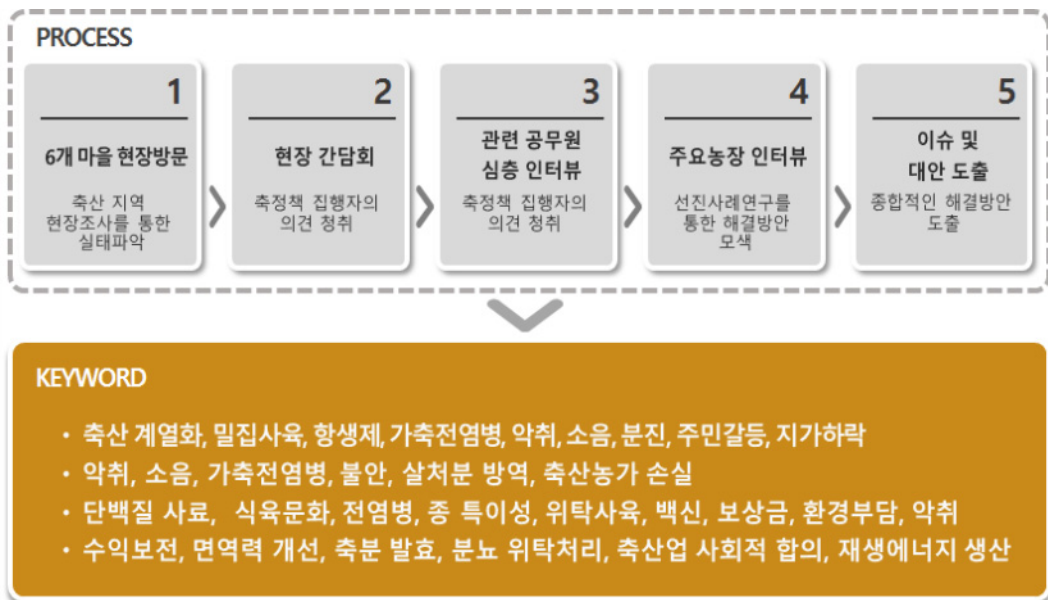 PROCESS
1
6개 마을 현장방문
축산 지역
현장조사를 통한
실태파악
2
현장 간담회
축정책 집행자의
의견 청취
3
관련 공무원
심층 인터뷰
축정책 집행자의
의견 청취
4
주요농장 인터뷰
선진사례연구를
통한 해결방안
모색
5
이슈 및
대안 도출
종합적인 해결방안
도출
KEYWORD
• 축산 계열화, 밀집사육, 항생제, 가축전염병, 악취, 소음, 분진, 주민갈등, 지가하락
• 악취, 소음, 가축전염병, 불안, 살처분 방역, 축산농가 손실
• 단백질 사료, 식육문화, 전염병, 종 특이성, 위탁사육, 백신, 보상금, 환경부담, 악취
• 수익보전, 면역력 개선, 축분 발효, 분뇨 위탁처리, 축산업 사회적 합의, 재생에너지 생산